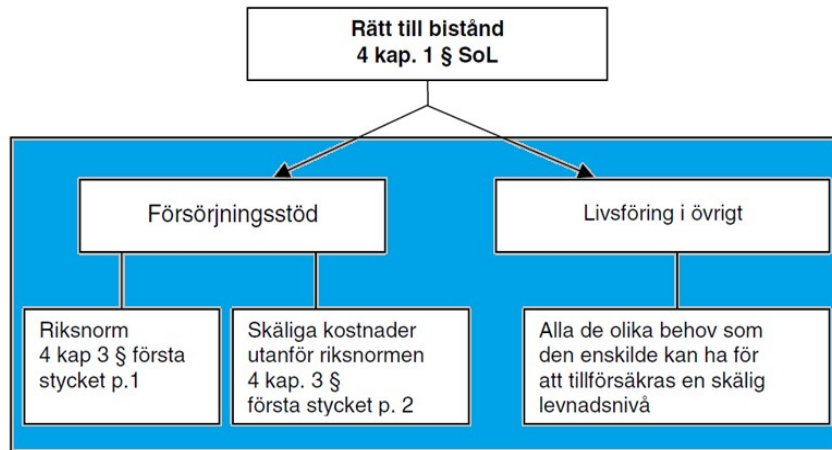 Rätt till bistånd
4 kap. 1 § SoL
Försörjningsstöd
Livsföring i övrigt
Riksnorm
4 kap 3 § första
stycket p.1
Skäliga kostnader
utanför riksnormen
4 kap. 3 §
första stycket p. 2
Alla de olika behov som
den enskilde kan ha för
att tillförsäkras en skälig
levnadsnivå